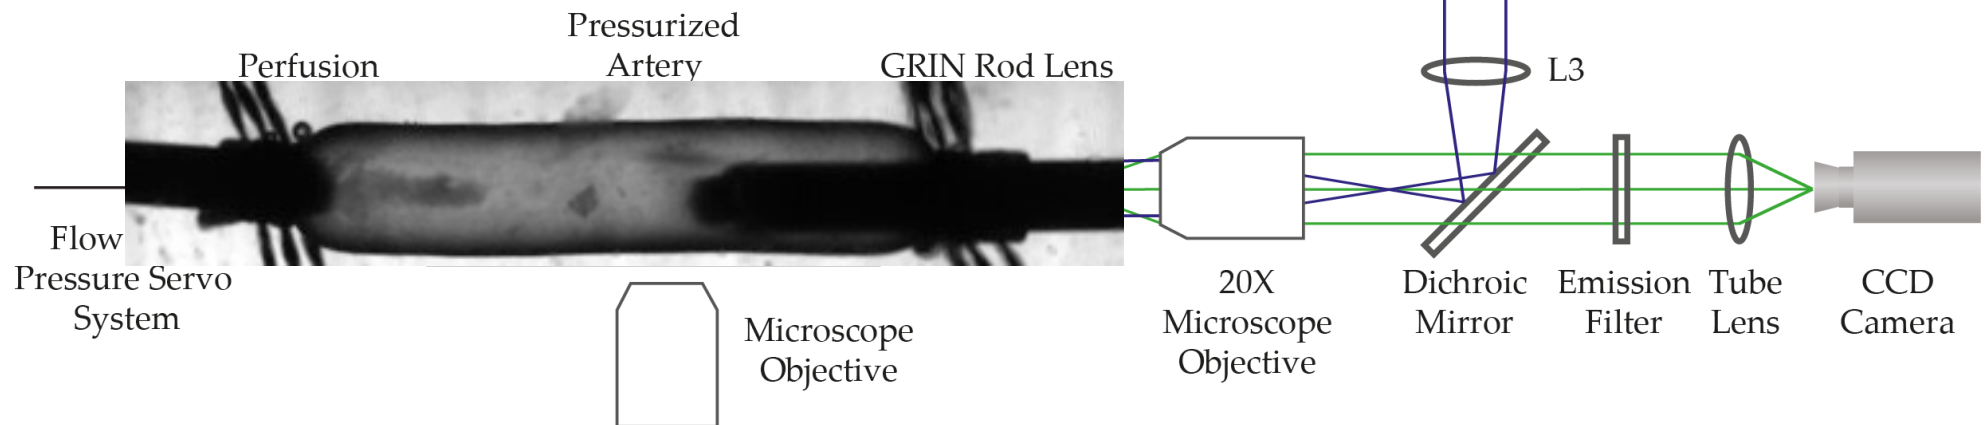 Pressurized
Artery
Perfusion
GRIN Rod Lens
L3
Flow
Pressure Servo
System
Microscope
Objective
20X
Microscope
Objective
Dichroic
Mirror
Emission
Filter
Tube
Lens
CCD
Camera